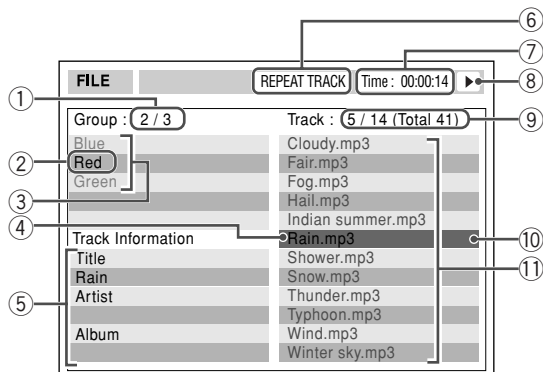 ⑥
⑦
FILE REPEAT TRACK Time : 00:00:14 ⑧
①
Group : 2 / 3 Track : 5 / 14 (Total 41) ⑨
Blue Cloudy.mp3
② Red Fair.mp3
Green Fog.mp3
③ Hail.mp3
④ Indian summer.mp3
Track Information Rain.mp3 ⑩
Title Shower.mp3 ⑪
Rain Snow.mp3
⑤ Artist Thunder.mp3
Typhoon.mp3
Album Wind.mp3
Winter sky.mp3